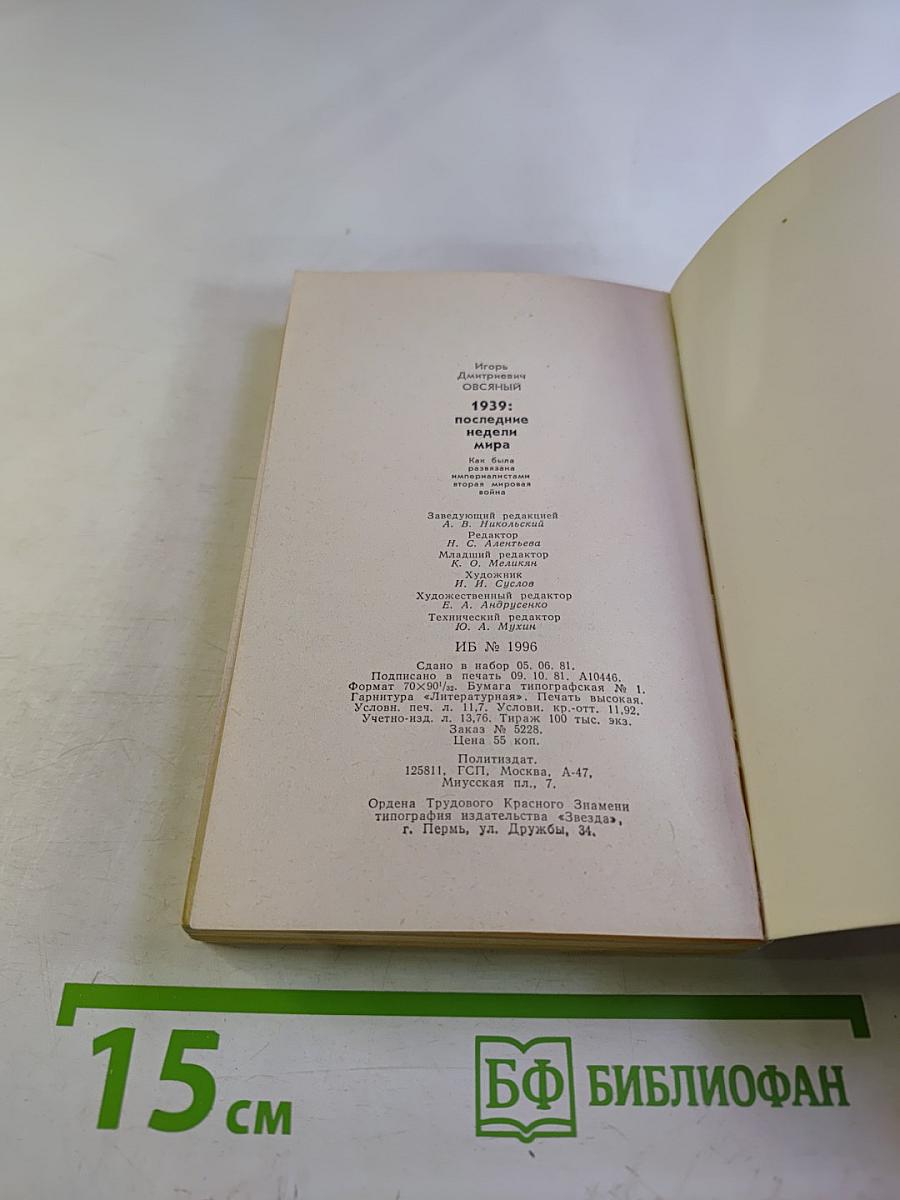 Игорь
Дмитриевич
ОВСЯНЫЙ
1939:
последние
недели
мира
Как была
развязана
империалистами
вторая мировая
война
Заведующий редакцией
А. В. Никольский
Редактор
Н. С. Алентьева
Младший редактор
К. О. Меликян
Художник
И. И. Суслов
Художественный редактор
Е. А. Андрусенко
Технический редактор
Ю. А. Мухин
ИБ № 1996
Сдано в набор 05. 06. 81.
Подписано в печать 09. 10. 81. А10446.
Формат 70×90¹/₃₂. Бумага типографская № 1.
Гарнитура «Литературная». Печать высокая.
Условн. печ. л. 11,7. Условн. кр.-отт. 11,92.
Учетно-изд. л. 13,76. Тираж 100 тыс. экз.
Заказ № 5228.
Цена 55 коп.
Политиздат.
125811, ГСП, Москва, А-47,
Миусская пл., 7.
Ордена Трудового Красного Знамени
типография издательства «Звезда»,
г. Пермь, ул. Дружбы, 34.
15 см
БФ БИБЛИОФАН